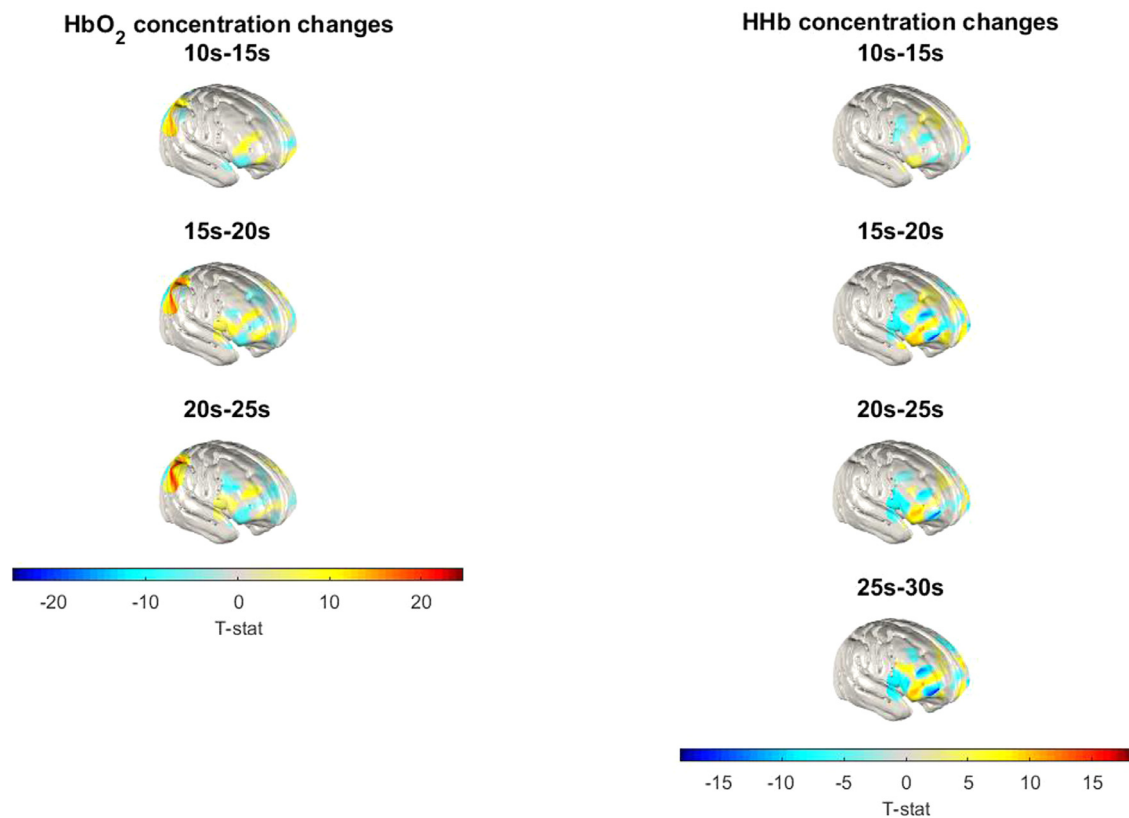 HbO2 concentration changes
10s-15s
15s-20s
20s-25s
-20 -10 0 10 20
T-stat
HHb concentration changes
10s-15s
15s-20s
20s-25s
25s-30s
-15 -10 -5 0 5 10 15
T-stat